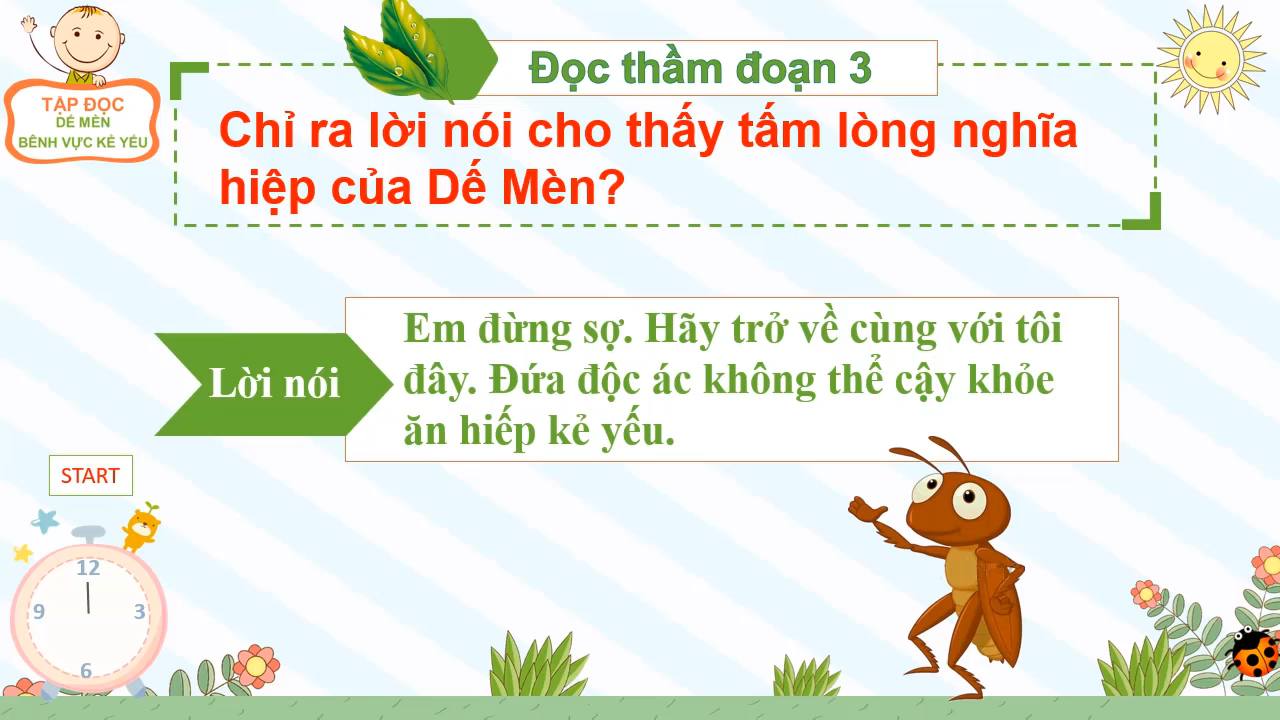 TẬP ĐỌC
DẾ MÈN
BÊNH VỰC KẺ YẾU
Đọc thầm đoạn 3
Chỉ ra lời nói cho thấy tấm lòng nghĩa
hiệp của Dế Mèn?
Lời nói
Em đừng sợ. Hãy trở về cùng với tôi
đây. Đứa độc ác không thể cậy khỏe
ăn hiếp kẻ yếu.
START
12
9
3
6